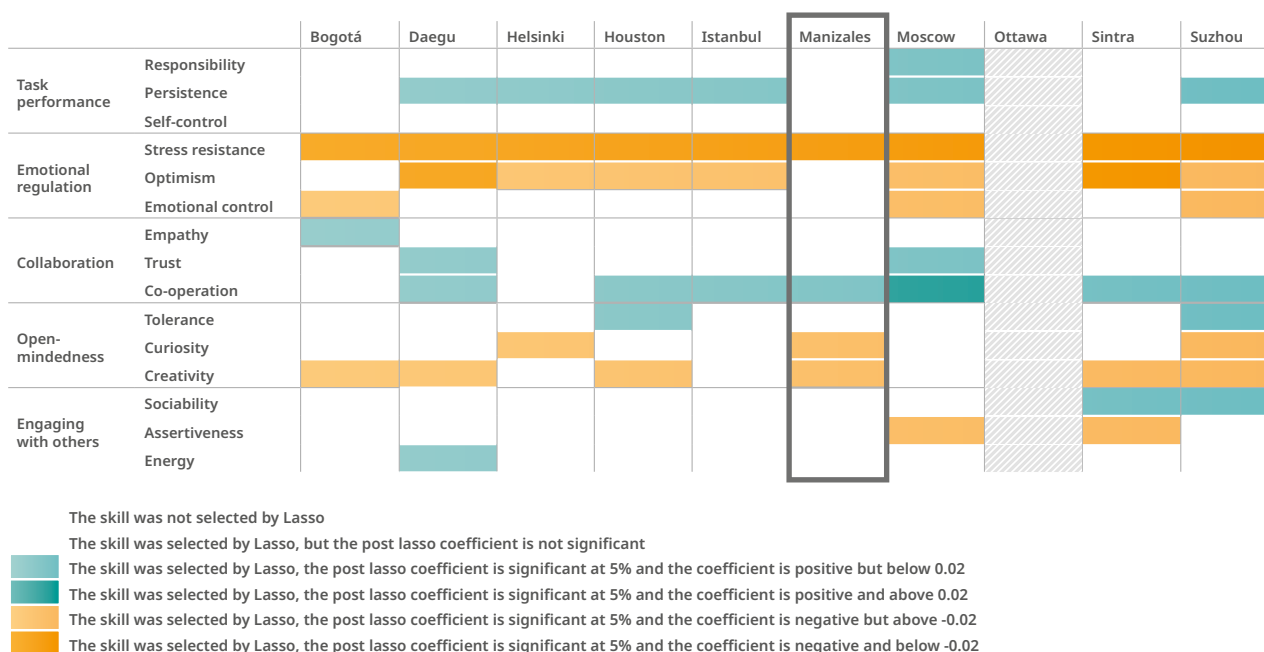 Bogotá Daegu Helsinki Houston Istanbul Manizales Moscow Ottawa Sintra Suzhou
Task
performance
Responsibility
Persistence
Self-control
Emotional
regulation
Stress resistance
Optimism
Emotional control
Collaboration
Empathy
Trust
Co-operation
Open-
mindedness
Tolerance
Curiosity
Creativity
Engaging
with others
Sociability
Assertiveness
Energy
The skill was not selected by Lasso
The skill was selected by Lasso, but the post lasso coefficient is not significant
The skill was selected by Lasso, the post lasso coefficient is significant at 5% and the coefficient is positive but below 0.02
The skill was selected by Lasso, the post lasso coefficient is significant at 5% and the coefficient is positive and above 0.02
The skill was selected by Lasso, the post lasso coefficient is significant at 5% and the coefficient is negative but above -0.02
The skill was selected by Lasso, the post lasso coefficient is significant at 5% and the coefficient is negative and below -0.02